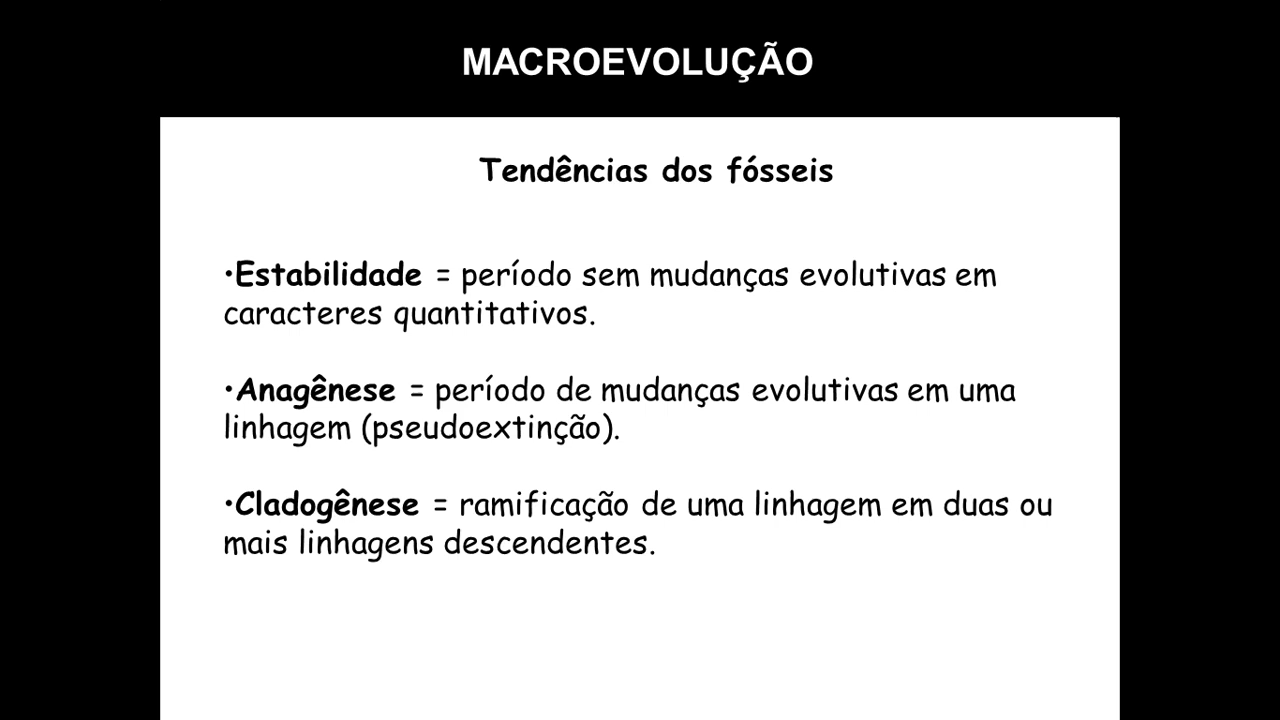 MACROEVOLUÇÃO
Tendências dos fósseis
•Estabilidade = período sem mudanças evolutivas em
caracteres quantitativos.
•Anagênese = período de mudanças evolutivas em uma
linhagem (pseudoextinção).
•Cladogênese = ramificação de uma linhagem em duas ou
mais linhagens descendentes.